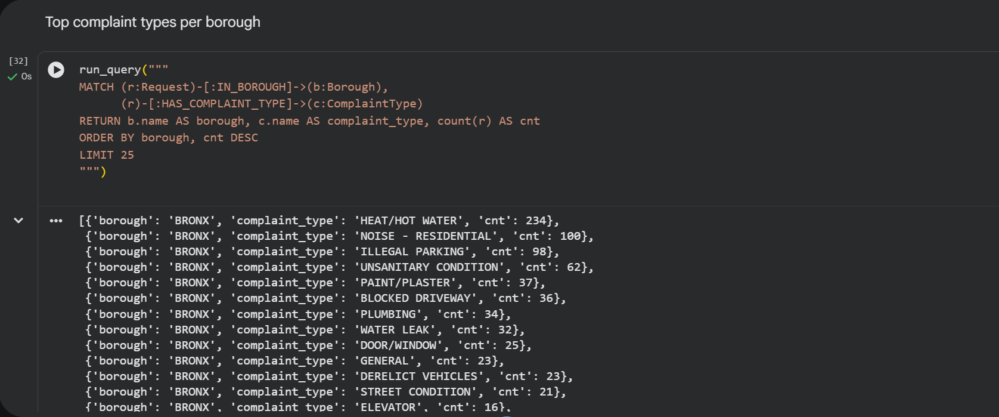 Top complaint types per borough
[32]
0s
run_query("""
MATCH (r:Request)-[:IN_BOROUGH]->(b:Borough),
      (r)-[:HAS_COMPLAINT_TYPE]->(c:ComplaintType)
RETURN b.name AS borough, c.name AS complaint_type, count(r) AS cnt
ORDER BY borough, cnt DESC
LIMIT 25
""")
[{'borough': 'BRONX', 'complaint_type': 'HEAT/HOT WATER', 'cnt': 234},
 {'borough': 'BRONX', 'complaint_type': 'NOISE - RESIDENTIAL', 'cnt': 100},
 {'borough': 'BRONX', 'complaint_type': 'ILLEGAL PARKING', 'cnt': 98},
 {'borough': 'BRONX', 'complaint_type': 'UNSANITARY CONDITION', 'cnt': 62},
 {'borough': 'BRONX', 'complaint_type': 'PAINT/PLASTER', 'cnt': 37},
 {'borough': 'BRONX', 'complaint_type': 'BLOCKED DRIVEWAY', 'cnt': 36},
 {'borough': 'BRONX', 'complaint_type': 'PLUMBING', 'cnt': 34},
 {'borough': 'BRONX', 'complaint_type': 'WATER LEAK', 'cnt': 32},
 {'borough': 'BRONX', 'complaint_type': 'DOOR/WINDOW', 'cnt': 25},
 {'borough': 'BRONX', 'complaint_type': 'GENERAL', 'cnt': 23},
 {'borough': 'BRONX', 'complaint_type': 'DERELICT VEHICLES', 'cnt': 23},
 {'borough': 'BRONX', 'complaint_type': 'STREET CONDITION', 'cnt': 21},
 {'borough': 'BRONX', 'complaint_type': 'ELEVATOR', 'cnt': 16},